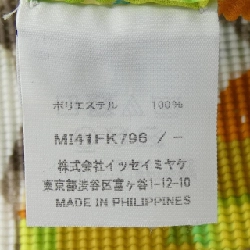 ポリエステル 100%
MI41FK796 / -
株式会社イッセイミヤケ
東京都渋谷区富ヶ谷1-12-10
MADE IN PHILIPPINES